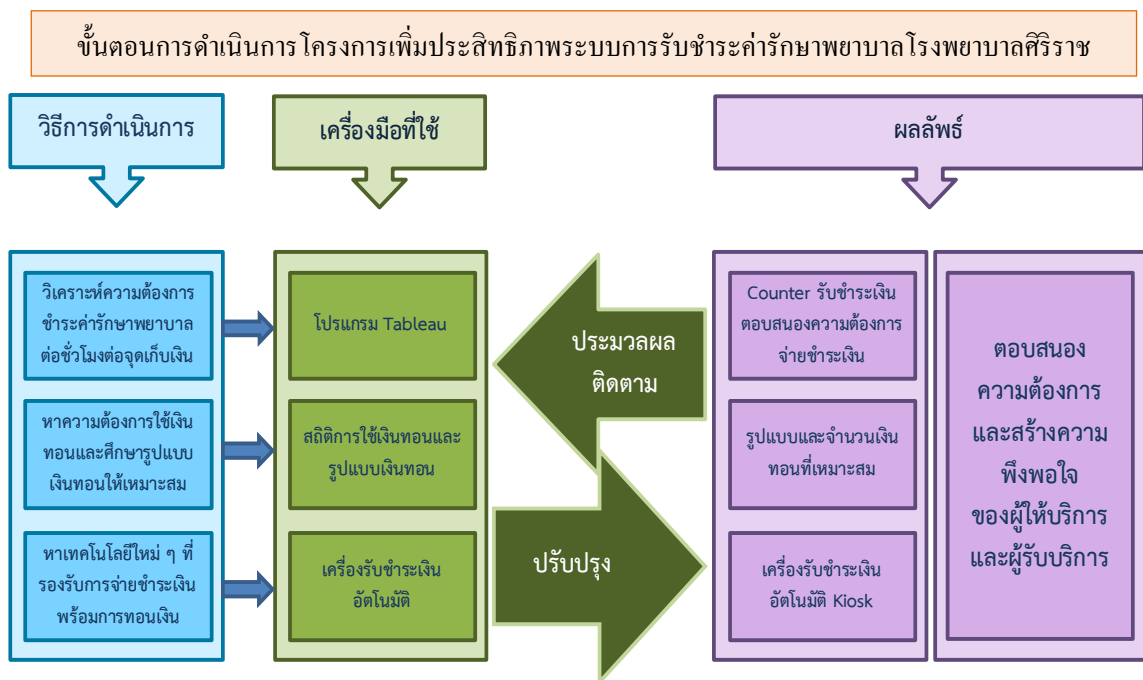 ขั้นตอนการดำเนินการโครงการเพิ่มประสิทธิภาพระบบการรับชำระค่ารักษาพยาบาลโรงพยาบาลศิริราช
วิธีการดำเนินการ
เครื่องมือที่ใช้
ผลลัพธ์
วิเคราะห์ความต้องการ
ชำระค่ารักษาพยาบาล
ต่อชั่วโมงต่อจุดเก็บเงิน
โปรแกรม Tableau
ประมวลผล
ติดตาม
Counter รับชำระเงิน
ตอบสนองความต้องการ
จ่ายชำระเงิน
หาความต้องการใช้เงิน
ทอนและศึกษารูปแบบ
เงินทอนให้เหมาะสม
สถิติการใช้เงินทอนและ
รูปแบบเงินทอน
รูปแบบและจำนวนเงิน
ทอนที่เหมาะสม
หาเทคโนโลยีใหม่ ๆ ที่
รองรับการจ่ายชำระเงิน
พร้อมการทอนเงิน
เครื่องรับชำระเงิน
อัตโนมัติ
ปรับปรุง
เครื่องรับชำระเงิน
อัตโนมัติ Kiosk
ตอบสนอง
ความต้องการ
และสร้างความ
พึงพอใจ
ของผู้ให้บริการ
และผู้รับบริการ